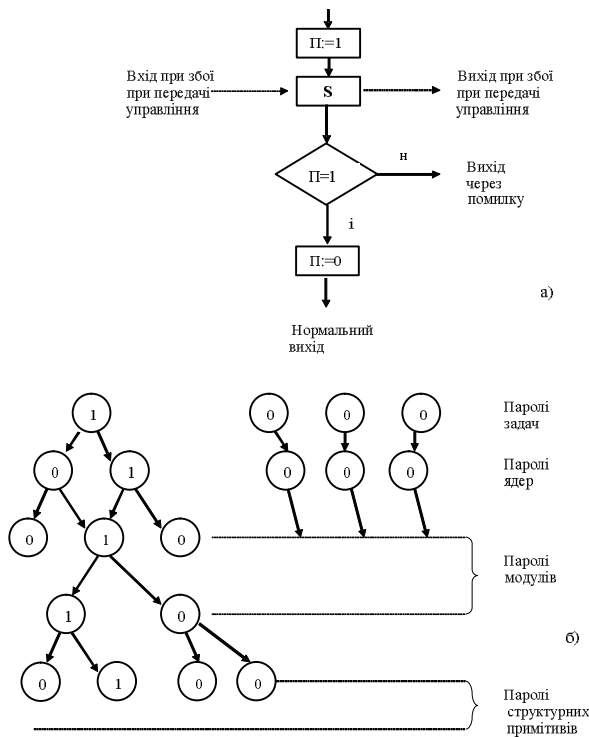 П:=1
Вхід при збої
при передачі
управління
S
Вихід при збої
при передачі
управління
П=1
н
Вихід
через
помилку
і
П:=0
а)
Нормальний
вихід
1
0
0
0
Паролі
задач
0
1
0
0
0
Паролі
ядер
0
1
0
Паролі
модулів
1
0
б)
0
1
0
0
Паролі
структурних
примітивів